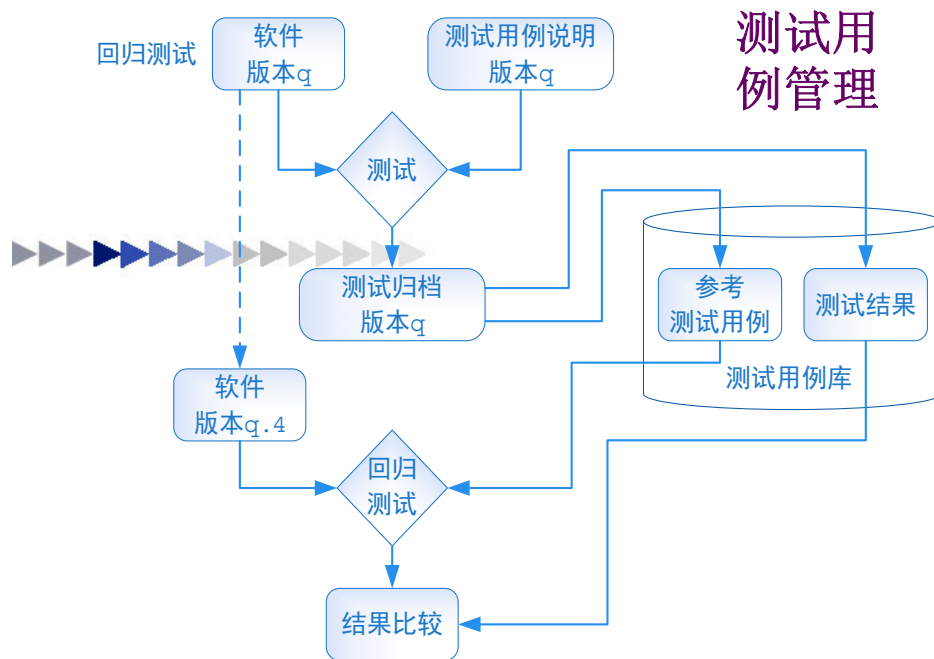 测试用
例管理
回归测试
软件
版本q
测试用例说明
版本q
测试
测试归档
版本q
参考
测试用例
测试结果
测试用例库
软件
版本q.4
回归
测试
结果比较